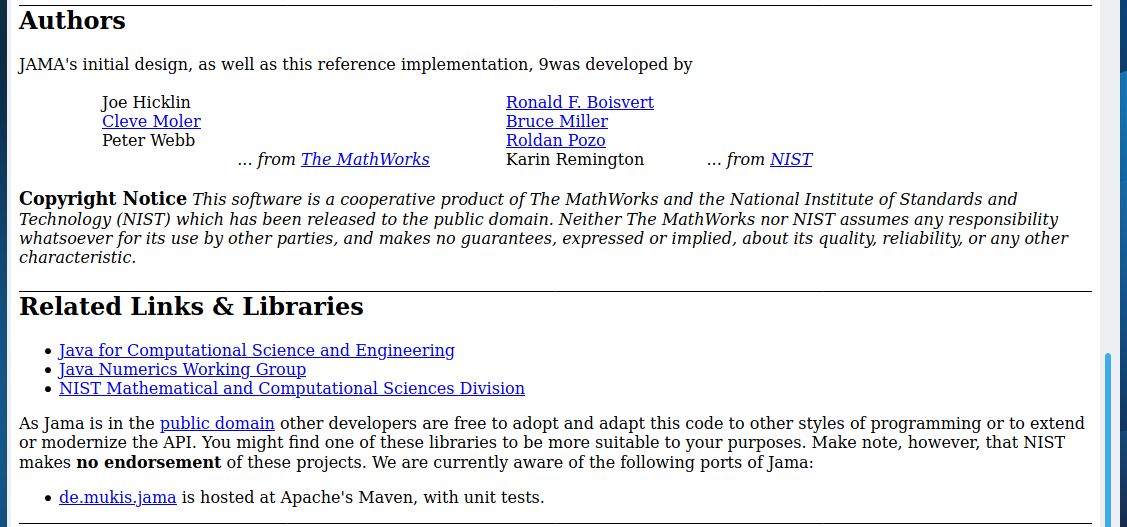 Authors
JAMA's initial design, as well as this reference implementation, 9was developed by
Joe Hicklin
Cleve Moler
Peter Webb
... from The MathWorks
Ronald F. Boisvert
Bruce Miller
Roldan Pozo
Karin Remington
... from NIST
Copyright Notice This software is a cooperative product of The MathWorks and the National Institute of Standards and
Technology (NIST) which has been released to the public domain. Neither The MathWorks nor NIST assumes any responsibility
whatsoever for its use by other parties, and makes no guarantees, expressed or implied, about its quality, reliability, or any other
characteristic.
Related Links & Libraries
• Java for Computational Science and Engineering
• Java Numerics Working Group
• NIST Mathematical and Computational Sciences Division
As Jama is in the public domain other developers are free to adopt and adapt this code to other styles of programming or to extend
or modernize the API. You might find one of these libraries to be more suitable to your purposes. Make note, however, that NIST
makes no endorsement of these projects. We are currently aware of the following ports of Jama:
• de.mukis.jama is hosted at Apache's Maven, with unit tests.